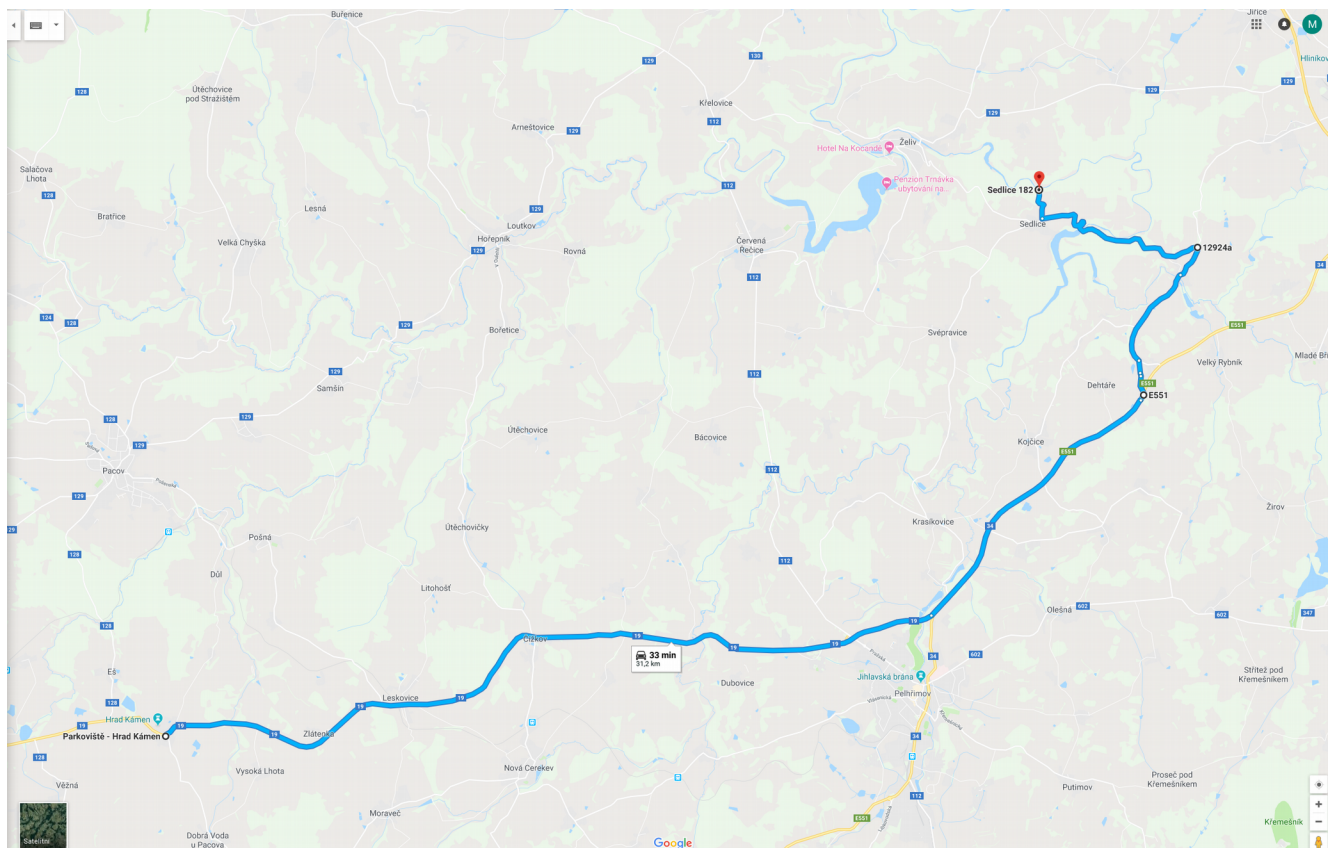 Buřenice
Jiřice
M
129
130
Hliníkov
Útěchovice
pod Stražištěm
128
129
Křelovice
112
129
Arneštovice
129
Hotel Na Kocandě
Želiv
Salačova
Lhota
Penzion Trnávka
ubytování na...
112
Sedlice 182
128
Lesná
Bratřice
Loutkov
129
Sedlice
Velká Chyška
Hořepník
129
Rovná
Červená
Řečice
12924a
112
34
124
128
129
Bořetice
Svépravice
E551
129
Samšín
112
Velký Rybník
Mladé Bř
Dehtáře
E551
E551
128
129
Útěchovice
Bácovice
Kojčice
E551
Pacov
112
129
Žirov
Krasíkovice
34
129
128
Útěchovičky
Pošná
112
Důl
Litohošť
602
Olešná
602
347
128
19
Čížkov
19
19
19
33 min
31,2 km
Pražská
34
602
Eš
Střítež pod
Křemešníkem
Jihlavská brána
Dubovice
Pelhřimov
128
Leskovice
19
19
Hrad Kámen
19
19
Parkoviště - Hrad Kámen
19
Zlátenka
34
128
Vysoká Lhota
Nová Cerekev
Proseč pod
Křemešníkem
Věžná
Putimov
112
Moraveč
E551
Křemešník
Dobrá Voda
u Pacova
Satelitní
Google